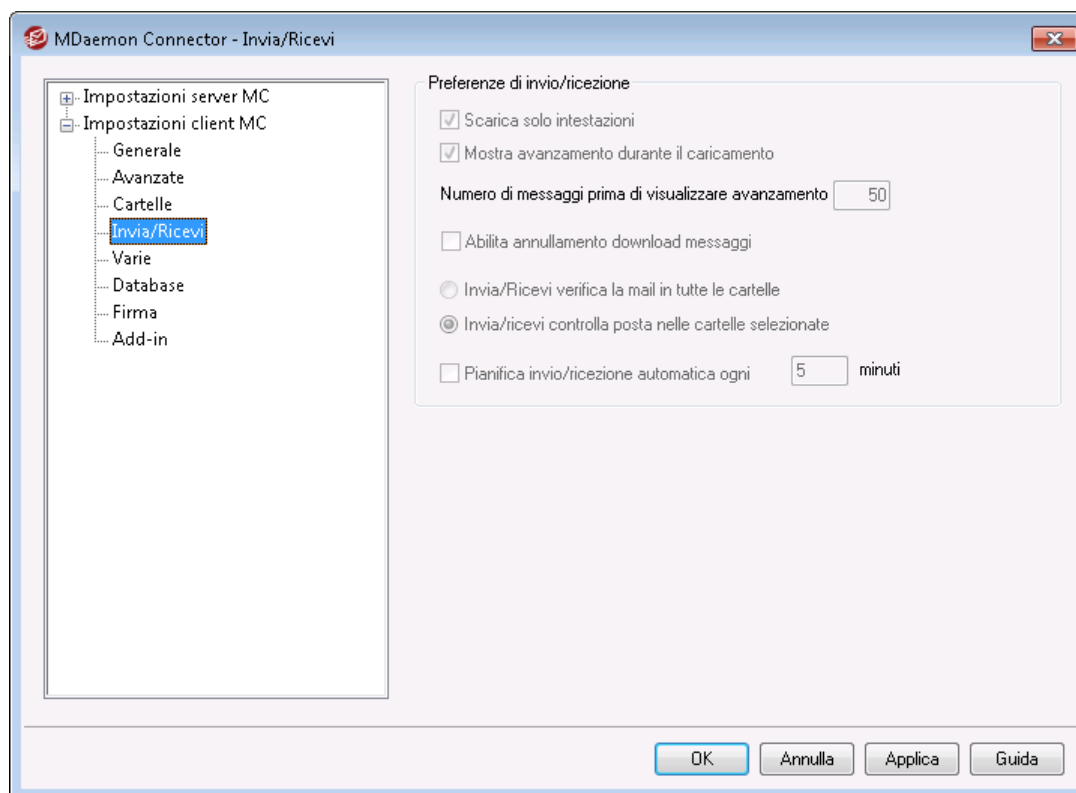 MDaemon Connector - Invia/Ricevi
Impostazioni server MC
Impostazioni client MC
Generale
Avanzate
Cartelle
Invia/Ricevi
Varie
Database
Firma
Add-in
Preferenze di invio/ricezione
Scarica solo intestazioni
Mostra avanzamento durante il caricamento
Numero di messaggi prima di visualizzare avanzamento 50
Abilita annullamento download messaggi
Invia/Ricevi verifica la mail in tutte le cartelle
Invia/ricevi controlla posta nelle cartelle selezionate
Pianifica invio/ricezione automatica ogni 5 minuti
OK Annulla Applica Guida